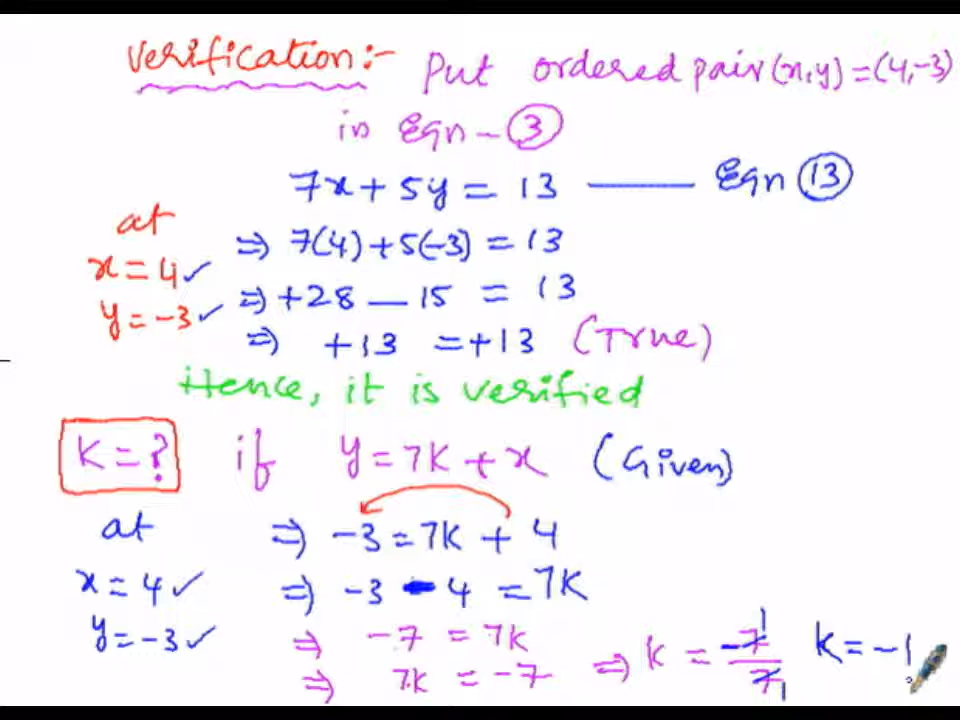 Verification:- Put ordered pair (x,y) = (4,-3)
in Eqn - ③
7x + 5y = 13 —— Eqn ⑬
at
x = 4 ✓
y = -3 ✓
⇒ 7(4) + 5(-3) = 13
⇒ +28 - 15 = 13
⇒ +13 = +13 (True)
Hence, it is verified
K = ? if y = 7K + x (Given)
at
x = 4 ✓
y = -3 ✓
⇒ -3 = 7K + 4
⇒ -3 - 4 = 7K
⇒ -7 = 7K
⇒ 7K = -7 ⇒ K = -7¹/7₁ K = -1